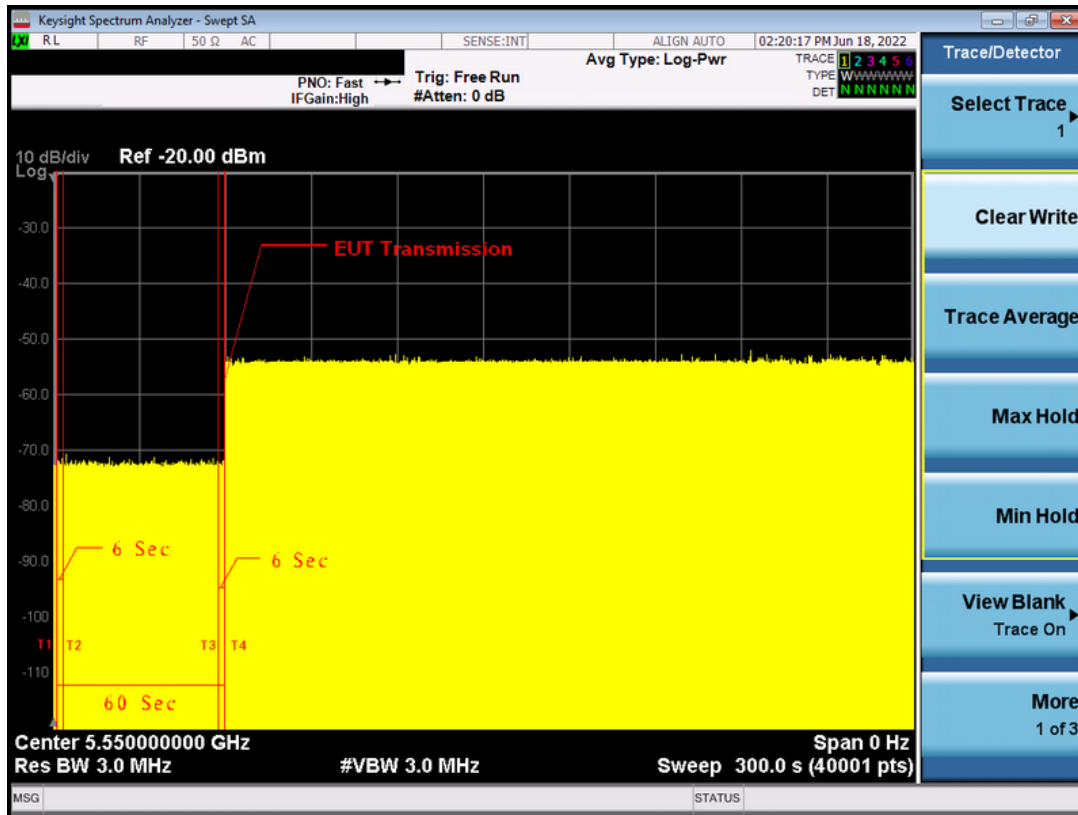 Keysight Spectrum Analyzer - Swept SA
LXI RL RF 50 Ω AC SENSE:INT ALIGN AUTO 02:20:17 PM Jun 18, 2022
PNO: Fast
IFGain:High
Trig: Free Run
#Atten: 0 dB
Avg Type: Log-Pwr
TRACE 1 2 3 4 5 6
TYPE WWWWWW
DET N N N N N N
10 dB/div Ref -20.00 dBm
Log
-30.0
-40.0
-50.0
-60.0
-70.0
-80.0
-90.0
-100
-110
EUT Transmission
6 Sec
6 Sec
T1 T2 T3 T4
60 Sec
Center 5.550000000 GHz Span 0 Hz
Res BW 3.0 MHz #VBW 3.0 MHz Sweep 300.0 s (40001 pts)
MSG STATUS
Trace/Detector
Select Trace
1
Clear Write
Trace Average
Max Hold
Min Hold
View Blank
Trace On
More
1 of 3